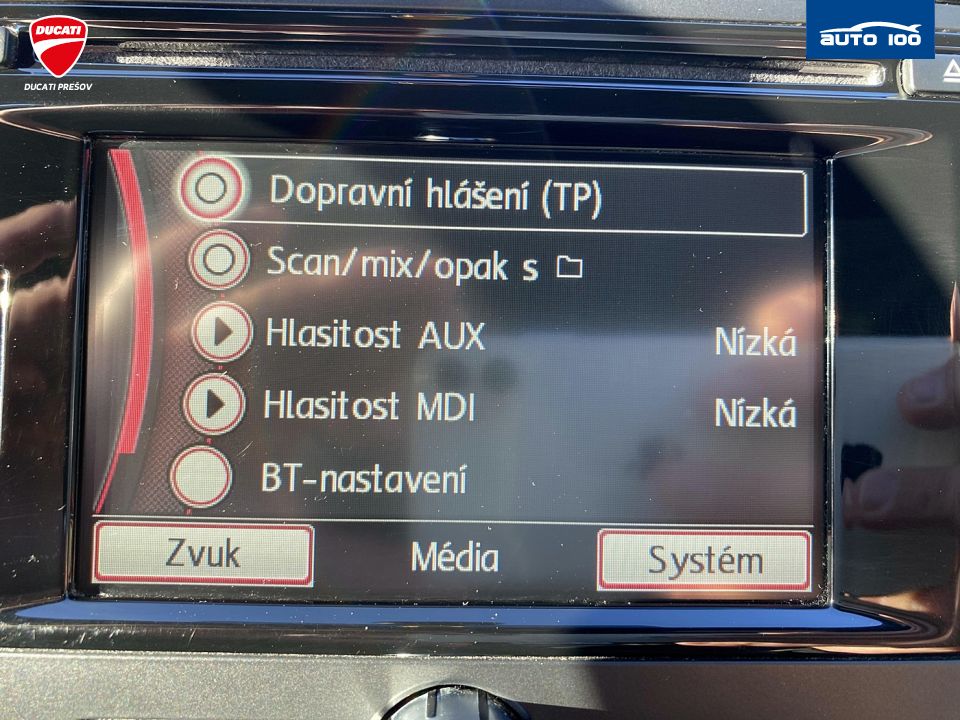 DUCATI
DUCATI PREŠOV
AUTO 100
Dopravní hlášení (TP)
Scan/mix/opak s
Hlasitost AUX Nízká
Hlasitost MDI Nízká
BT-nastavení
Zvuk Média Systém